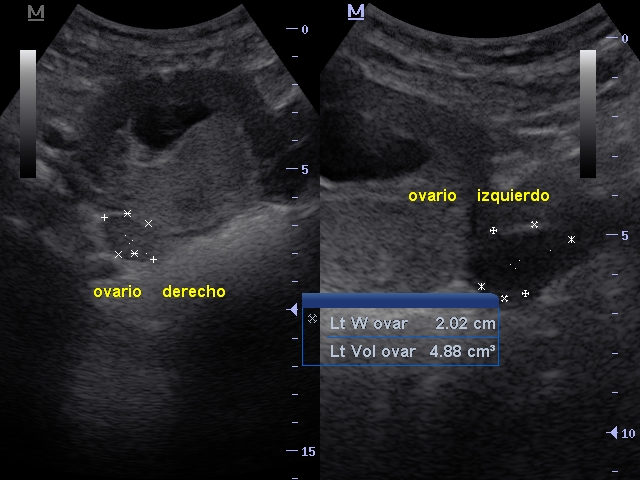 M
0
5
15
ovario derecho
M
0
5
10
ovario izquierdo
Lt W ovar 2.02 cm
Lt Vol ovar 4.88 cm³